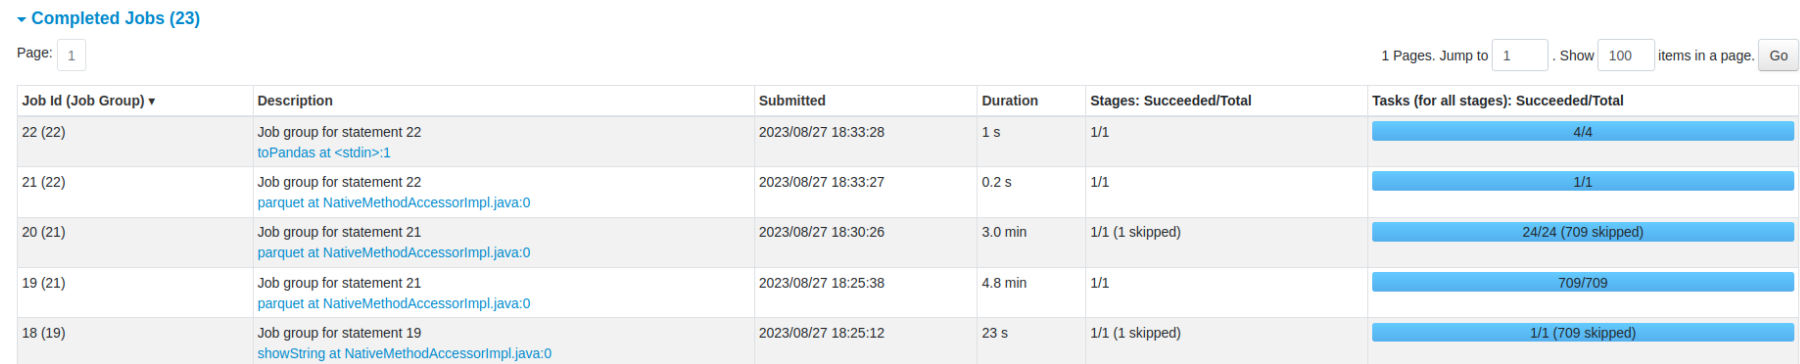 Completed Jobs (23)
Page: 1
1 Pages. Jump to 1 . Show 100 items in a page. Go
Job Id (Job Group) ▾ Description Submitted Duration Stages: Succeeded/Total Tasks (for all stages): Succeeded/Total
22 (22) Job group for statement 22 2023/08/27 18:33:28 1 s 1/1 4/4
toPandas at <stdin>:1
21 (22) Job group for statement 22 2023/08/27 18:33:27 0.2 s 1/1 1/1
parquet at NativeMethodAccessorImpl.java:0
20 (21) Job group for statement 21 2023/08/27 18:30:26 3.0 min 1/1 (1 skipped) 24/24 (709 skipped)
parquet at NativeMethodAccessorImpl.java:0
19 (21) Job group for statement 21 2023/08/27 18:25:38 4.8 min 1/1 709/709
parquet at NativeMethodAccessorImpl.java:0
18 (19) Job group for statement 19 2023/08/27 18:25:12 23 s 1/1 (1 skipped) 1/1 (709 skipped)
showString at NativeMethodAccessorImpl.java:0